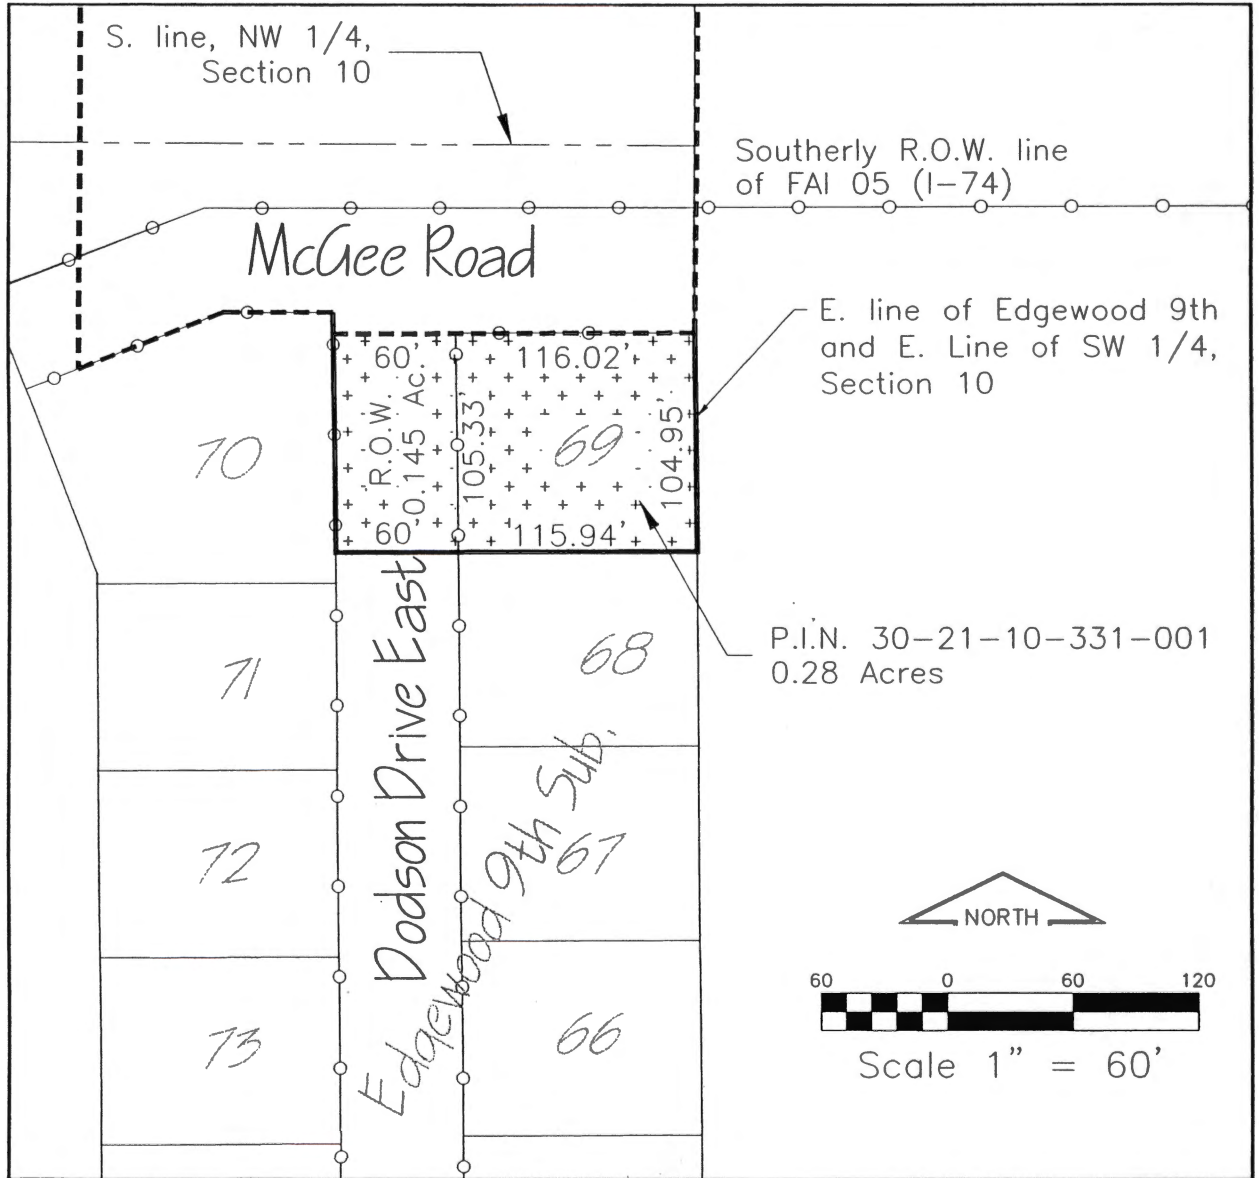 S. line, NW 1/4,
Section 10
Southerly R.O.W. line
of FAI 05 (I-74)
McGee Road
E. line of Edgewood 9th
and E. Line of SW 1/4,
Section 10
60'
116.02'
R.O.W.
0.145 Ac.
105.33'
69
104.95'
70
60'
115.94'
P.I.N. 30-21-10-331-001
0.28 Acres
Dodson Drive East
Edgewood 9th Sub.
68
71
67
72
66
73
NORTH
60 0 60 120
Scale 1" = 60'